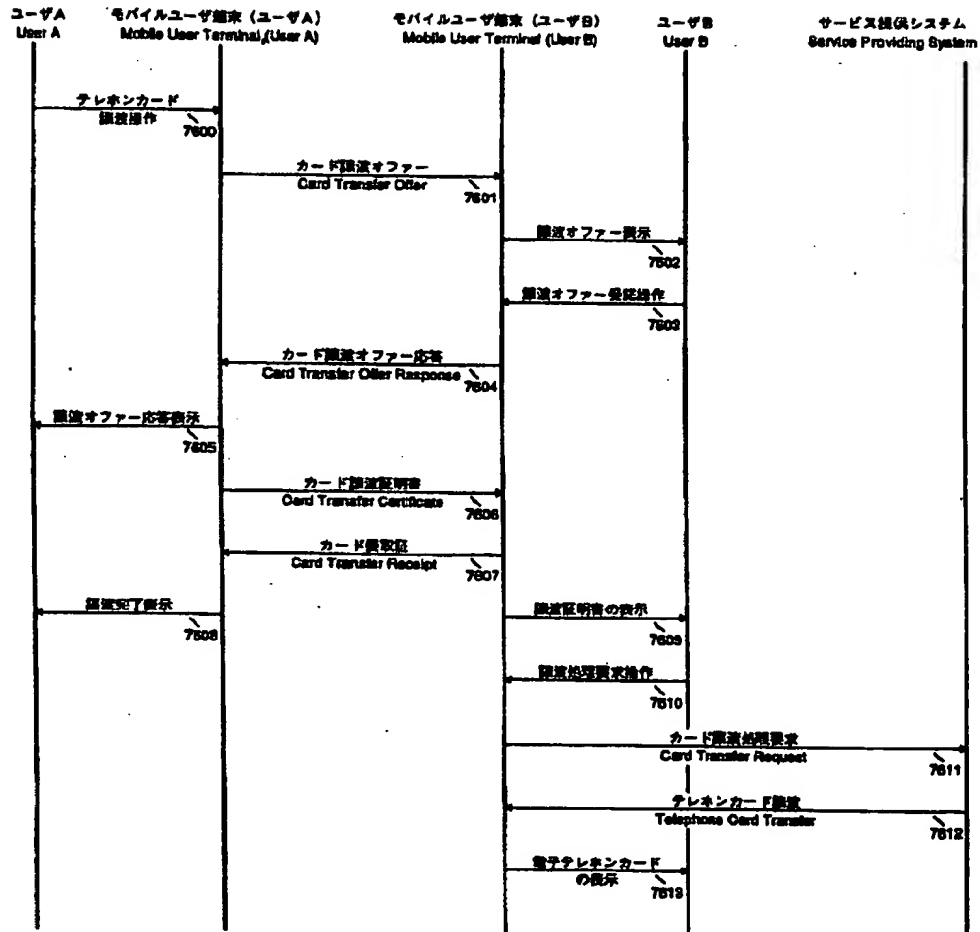 ユーザA
User A
モバイルユーザ端末（ユーザA）
Mobile User Terminal (User A)
モバイルユーザ端末（ユーザB）
Mobile User Terminal (User B)
ユーザB
User B
サービス提供システム
Service Providing System
テレホンカード
譲渡操作
7600
カード譲渡オファー
Card Transfer Offer
7601
譲渡オファー表示
7602
譲渡オファー受諾操作
7603
カード譲渡オファー応答
Card Transfer Offer Response
7604
譲渡オファー応答表示
7605
カード譲渡証明書
Card Transfer Certificate
7606
カード受取証
Card Transfer Receipt
7607
譲渡完了表示
7608
譲渡証明書の表示
7609
譲渡処理要求操作
7610
カード譲渡処理要求
Card Transfer Request
7611
テレホンカード譲渡
Telephone Card Transfer
7612
電子テレホンカード
の表示
7613